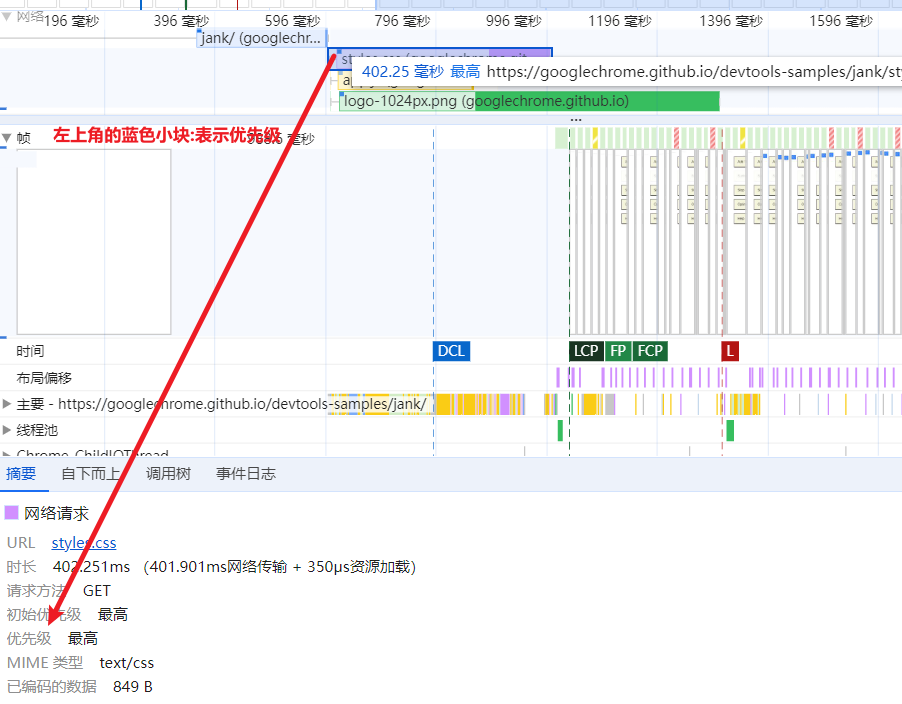 网络
196 毫秒 396 毫秒 596 毫秒 796 毫秒 996 毫秒 1196 毫秒 1396 毫秒 1596 毫秒
jank/ (googlechr...
402.25 毫秒 最高 https://googlechrome.github.io/devtools-samples/jank/st
logo-1024px.png (googlechrome.github.io)
...
帧
左上角的蓝色小块:表示优先级
毫秒
时间
DCL LCP FP FCP L
布局偏移
主要 - https://googlechrome.github.io/devtools-samples/jank/
线程池
Chrome_ChildIOThread
摘要 自下而上 调用树 事件日志
网络请求
URL styles.css
时长 402.251ms (401.901ms网络传输 + 350μs资源加载)
请求方法 GET
初始优先级 最高
优先级 最高
MIME 类型 text/css
已编码的数据 849 B